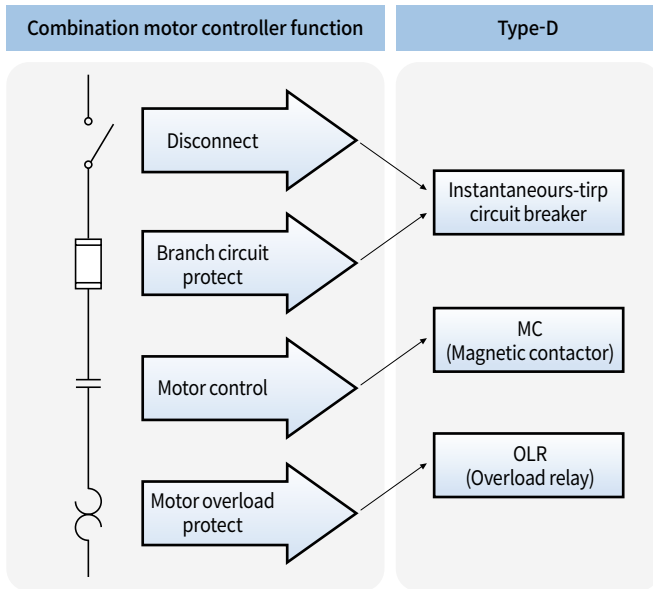 Combination motor controller function
Type-D
Disconnect
Instantaneours-tirp
circuit breaker
Branch circuit
protect
MC
(Magnetic contactor)
Motor control
OLR
(Overload relay)
Motor overload
protect